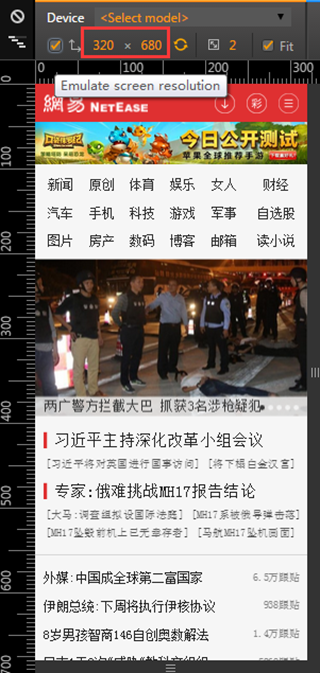 Device <Select model>
320 × 680 2 Fit
0 100 200 300
Emulate screen resolution
網易 NETEASE 彩
今日公开测试
苹果全球推荐手游
新闻 原创 体育 娱乐 女人 财经
汽车 手机 科技 游戏 军事 自选股
图片 房产 数码 博客 邮箱 读小说
两广警方拦截大巴 抓获3名涉枪疑犯
习近平主持深化改革小组会议
[习近平将对英国进行国事访问] [将下榻白金汉宫]
专家:俄难挑战MH17报告结论
[大马:调查组拟设国际法庭] [MH17系被俄导弹击落]
[MH17坠毁前机上已无幸存者] [马航MH17坠机画面]
外媒:中国成全球第二富国家 6.5万跟贴
伊朗总统:下周将执行伊核协议 938跟贴
8岁男孩智商146自创奥数解法 1.4万跟贴
0
100
200
300
400
500
600
700